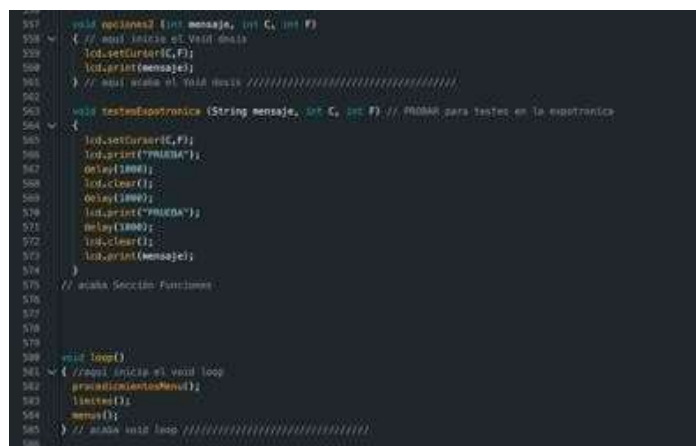 557 void opciones2 (int mensaje, int C, int F)
558 { // aqui inicia el Void dosis
559 lcd.setCursor(C,F);
560 lcd.print(mensaje);
561 } // aqui acaba el Void dosis ////////////////////////////////////
562
563 void testeoExpotronica (String mensaje, int C, int F) // PROBAR para testeo en la expotronica
564 {
565 lcd.setCursor(C,F);
566 lcd.print("PRUEBA");
567 delay(1000);
568 lcd.clear();
569 delay(1000);
570 lcd.print("PRUEBA");
571 delay(1000);
572 lcd.clear();
573 lcd.print(mensaje);
574 }
575 // acaba Sección Funciones
576
577
578
579
580 void loop()
581 { //aqui inicia el void loop
582 procedimientosMenu();
583 limites();
584 menus();
585 } // acaba void loop ////////////////////////////////
586